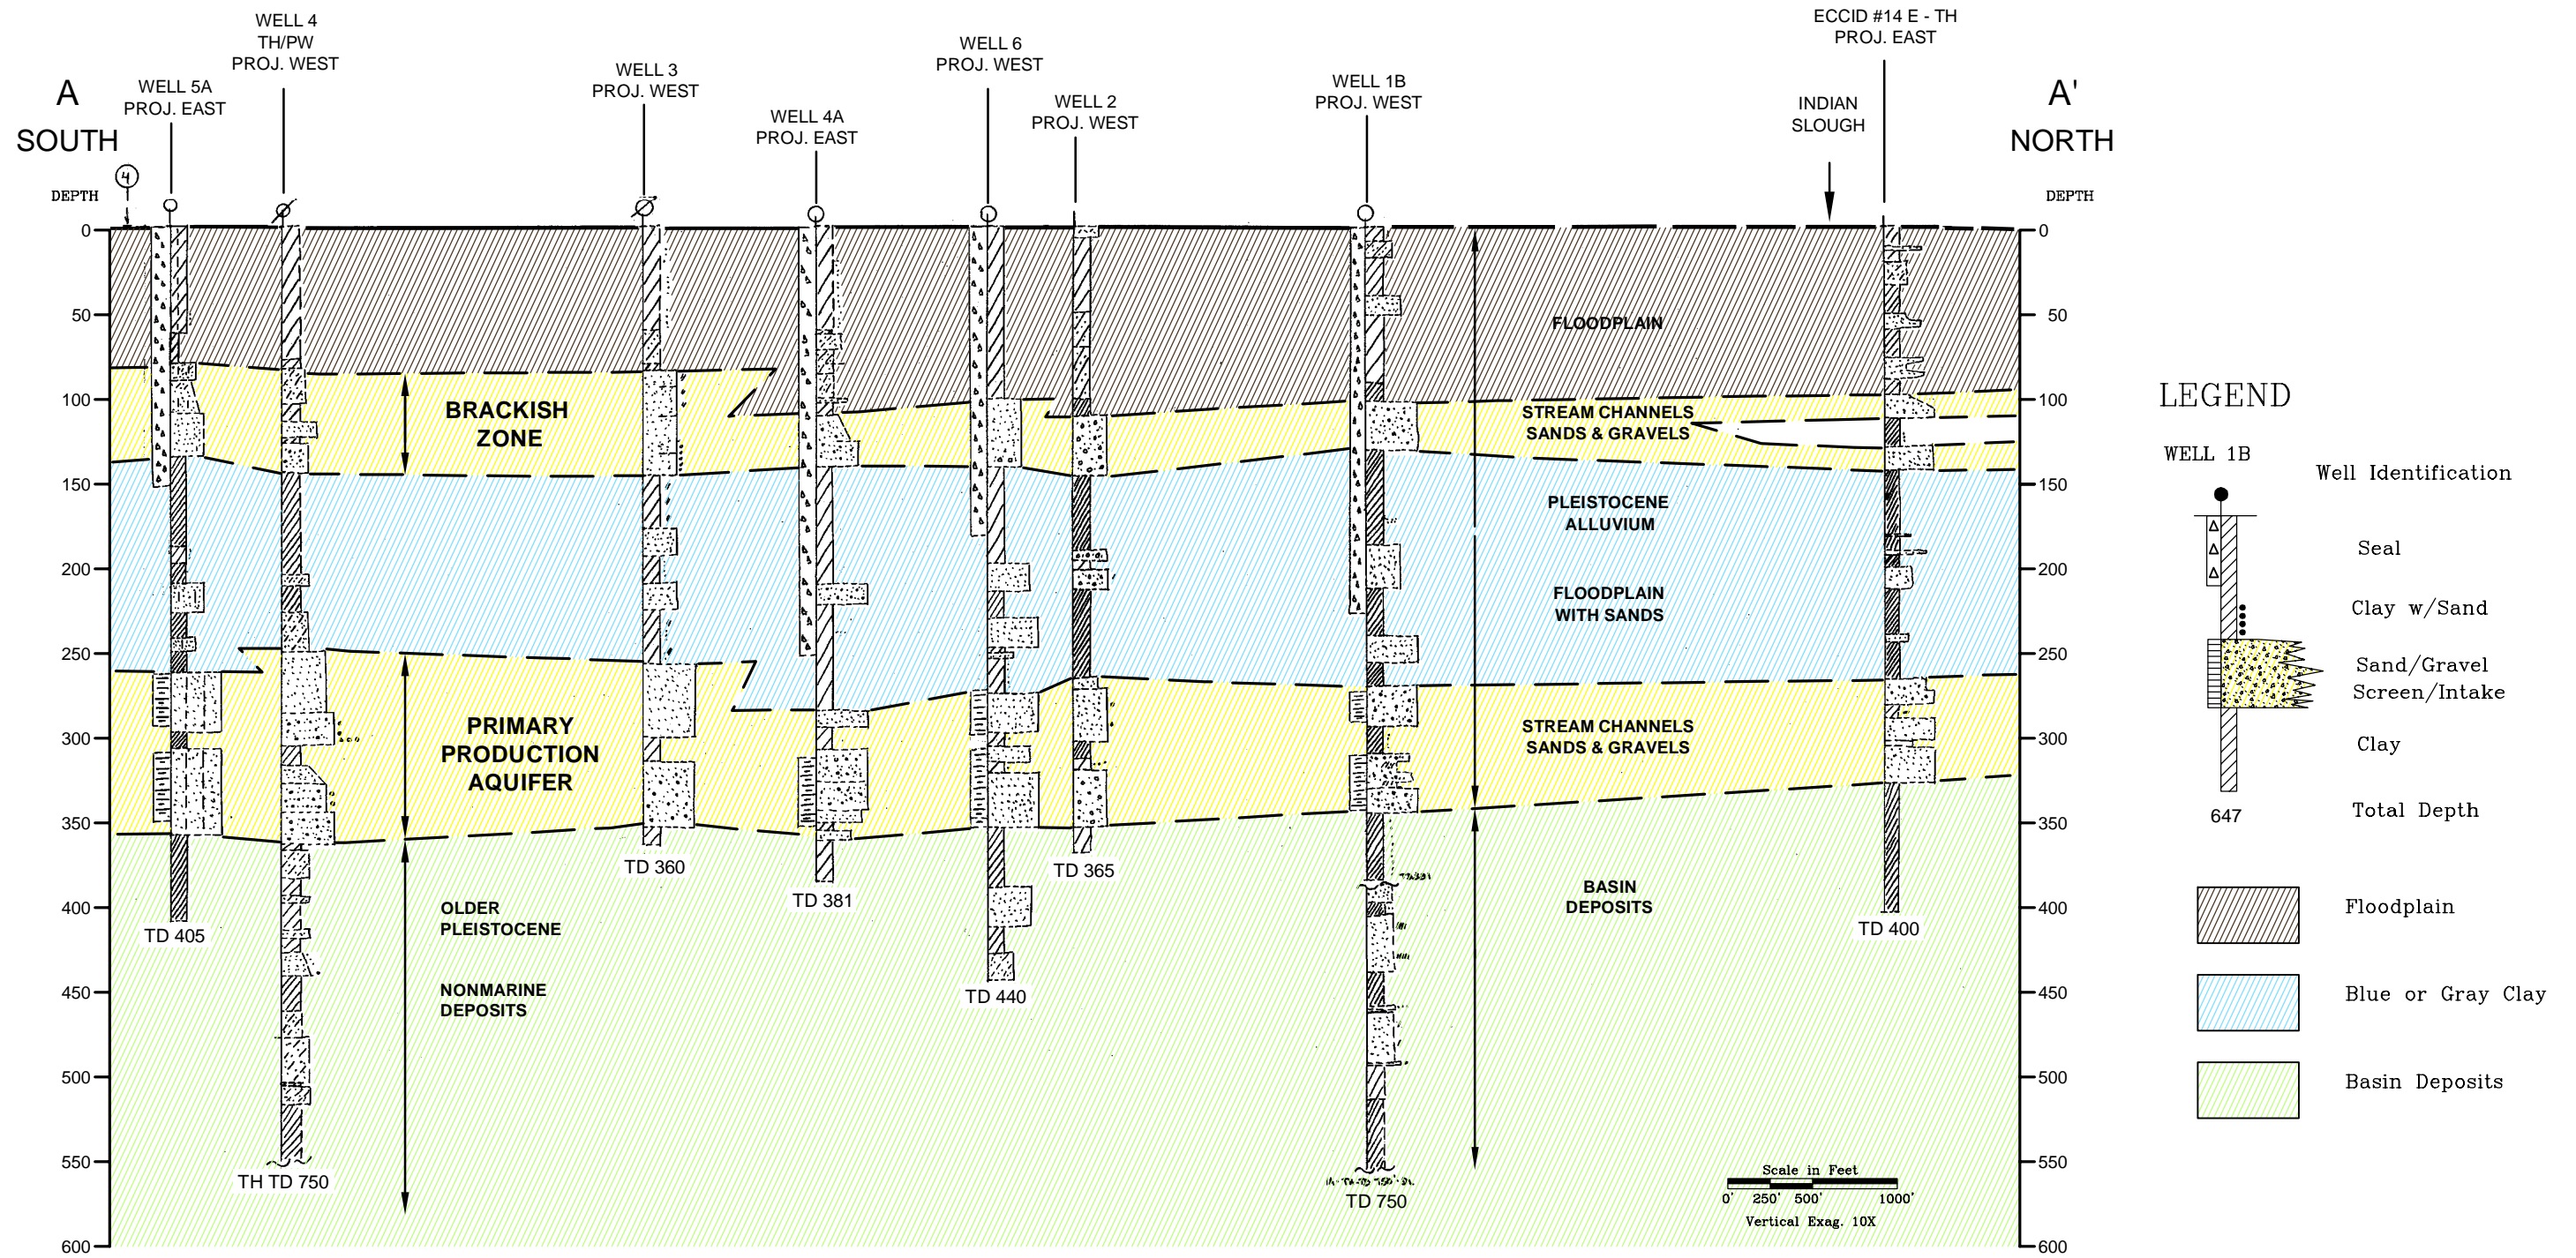 WELL 4
TH/PW
PROJ. WEST
ECCID #14 E - TH
PROJ. EAST
WELL 6
PROJ. WEST
WELL 3
PROJ. WEST
WELL 5A
PROJ. EAST
WELL 1B
PROJ. WEST
WELL 2
PROJ. WEST
WELL 4A
PROJ. EAST
INDIAN
SLOUGH
A
SOUTH
A'
NORTH
4
DEPTH
DEPTH
0
50
100
150
200
250
300
350
400
450
500
550
600
0
50
100
150
200
250
300
350
400
450
500
550
600
FLOODPLAIN
BRACKISH
ZONE
STREAM CHANNELS
SANDS & GRAVELS
PLEISTOCENE
ALLUVIUM
FLOODPLAIN
WITH SANDS
PRIMARY
PRODUCTION
AQUIFER
STREAM CHANNELS
SANDS & GRAVELS
BASIN
DEPOSITS
OLDER
PLEISTOCENE
NONMARINE
DEPOSITS
TD 405
TH TD 750
TD 360
TD 381
TD 440
TD 365
TD 750
TD 400
Scale in Feet
0' 250' 500' 1000'
Vertical Exag. 10X
LEGEND
WELL 1B
Well Identification
Seal
Clay w/Sand
Sand/Gravel
Screen/Intake
Clay
647
Total Depth
Floodplain
Blue or Gray Clay
Basin Deposits